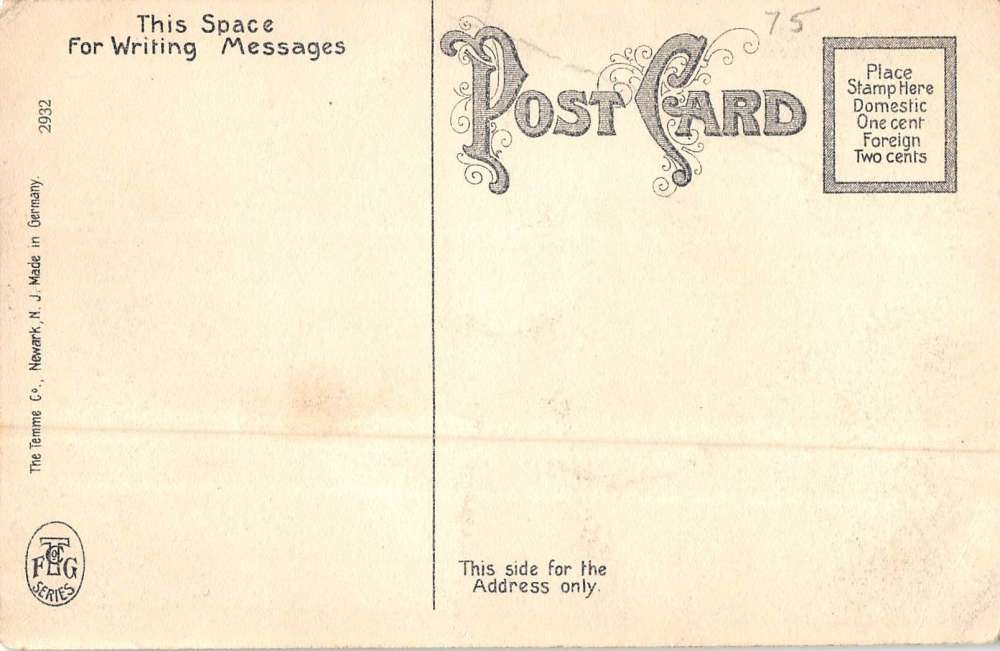 This Space
For Writing Messages
75
POST CARD
Place
Stamp Here
Domestic
One cent
Foreign
Two cents
2932
The Temme Co., Newark, N. J. Made in Germany.
This side for the
Address only.
F G
SERIES